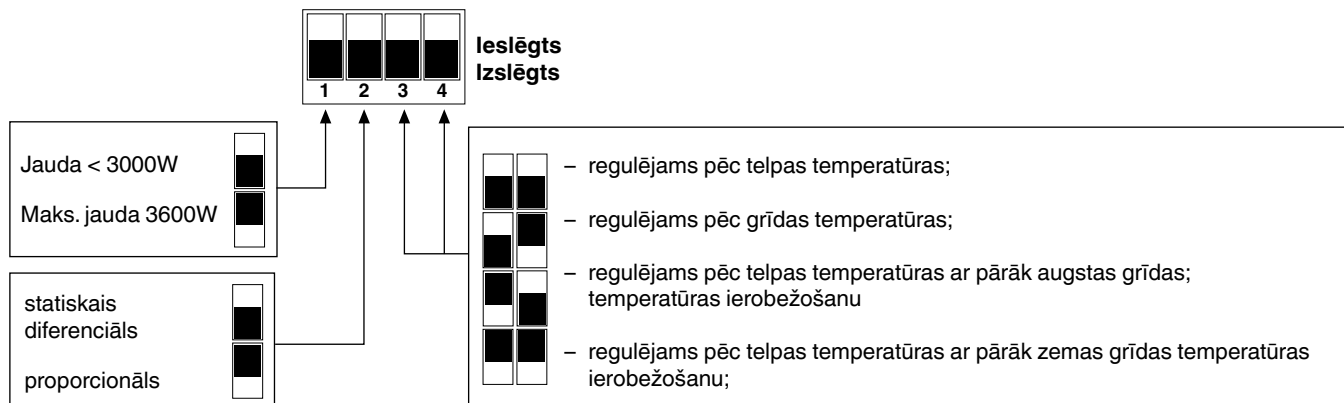 Ieslēgts
Izslēgts
1 2 3 4
Jauda < 3000W
Maks. jauda 3600W
statiskais
diferenciāls
proporcionāls
– regulējams pēc telpas temperatūras;
– regulējams pēc grīdas temperatūras;
– regulējams pēc telpas temperatūras ar pārāk augstas grīdas;
temperatūras ierobežošanu
– regulējams pēc telpas temperatūras ar pārāk zemas grīdas temperatūras
ierobežošanu;